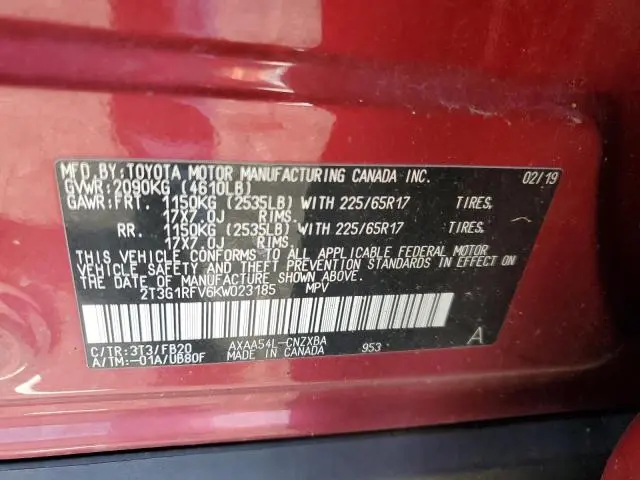 MFD. BY: TOYOTA MOTOR MANUFACTURING CANADA INC. 02/19
GVWR: 2090KG (4610LB)
GAWR: FRT. 1150KG (2535LB) WITH 225/65R17 TIRES,
17X7.0J RIMS.
RR. 1150KG (2535LB) WITH 225/65R17 TIRES,
17X7.0J RIMS.
THIS VEHICLE CONFORMS TO ALL APPLICABLE FEDERAL MOTOR
VEHICLE SAFETY AND THEFT PREVENTION STANDARDS IN EFFECT ON
THE DATE OF MANUFACTURE SHOWN ABOVE.
2T3G1RFV6KW023185 MPV
C/TR: 3T3/FB20 AXAA54L-CNZXBA A
A/TM: -01A/UB80F MADE IN CANADA 953